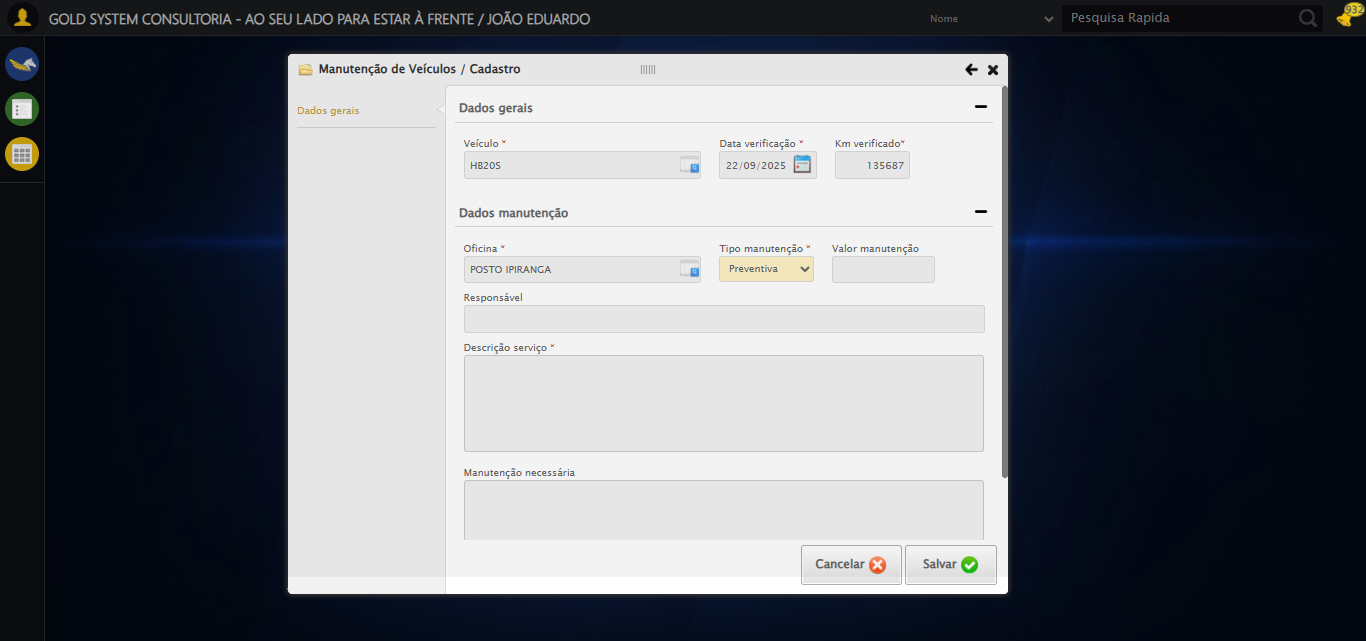 GOLD SYSTEM CONSULTORIA - AO SEU LADO PARA ESTAR À FRENTE / JOÃO EDUARDO
Nome
Pesquisa Rapida
932
Manutenção de Veículos / Cadastro
Dados gerais
Dados gerais
Veículo * Data verificação * Km verificado*
HB20S 22/09/2025 135687
Dados manutenção
Oficina * Tipo manutenção * Valor manutenção
POSTO IPIRANGA Preventiva
Responsável
Descrição serviço *
Manutenção necessária
Cancelar Salvar